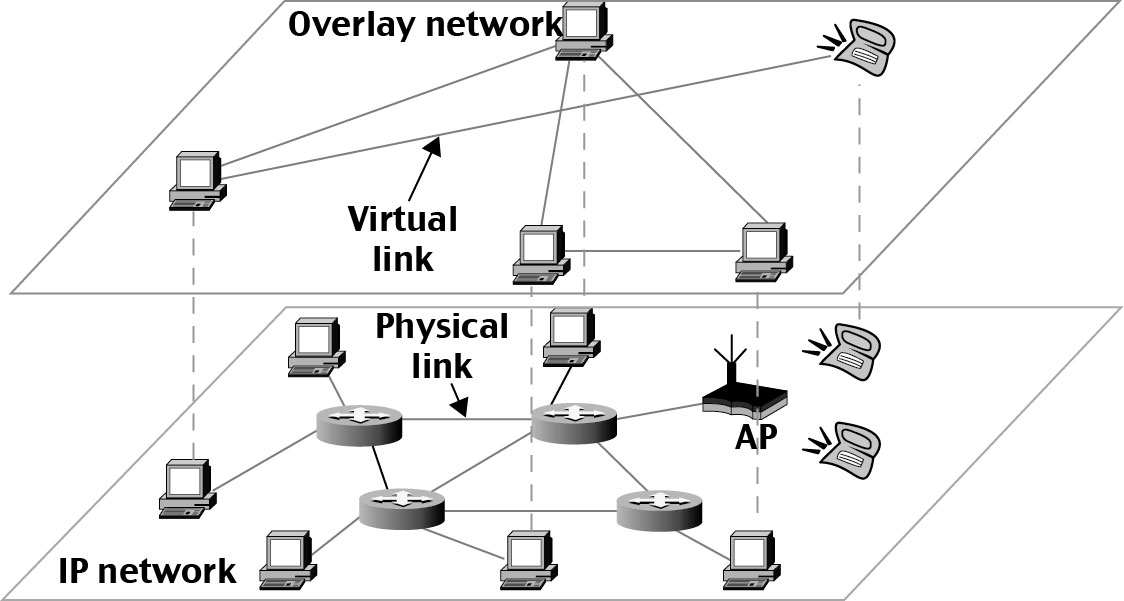 Overlay network
Virtual
link
Physical
link
AP
IP network